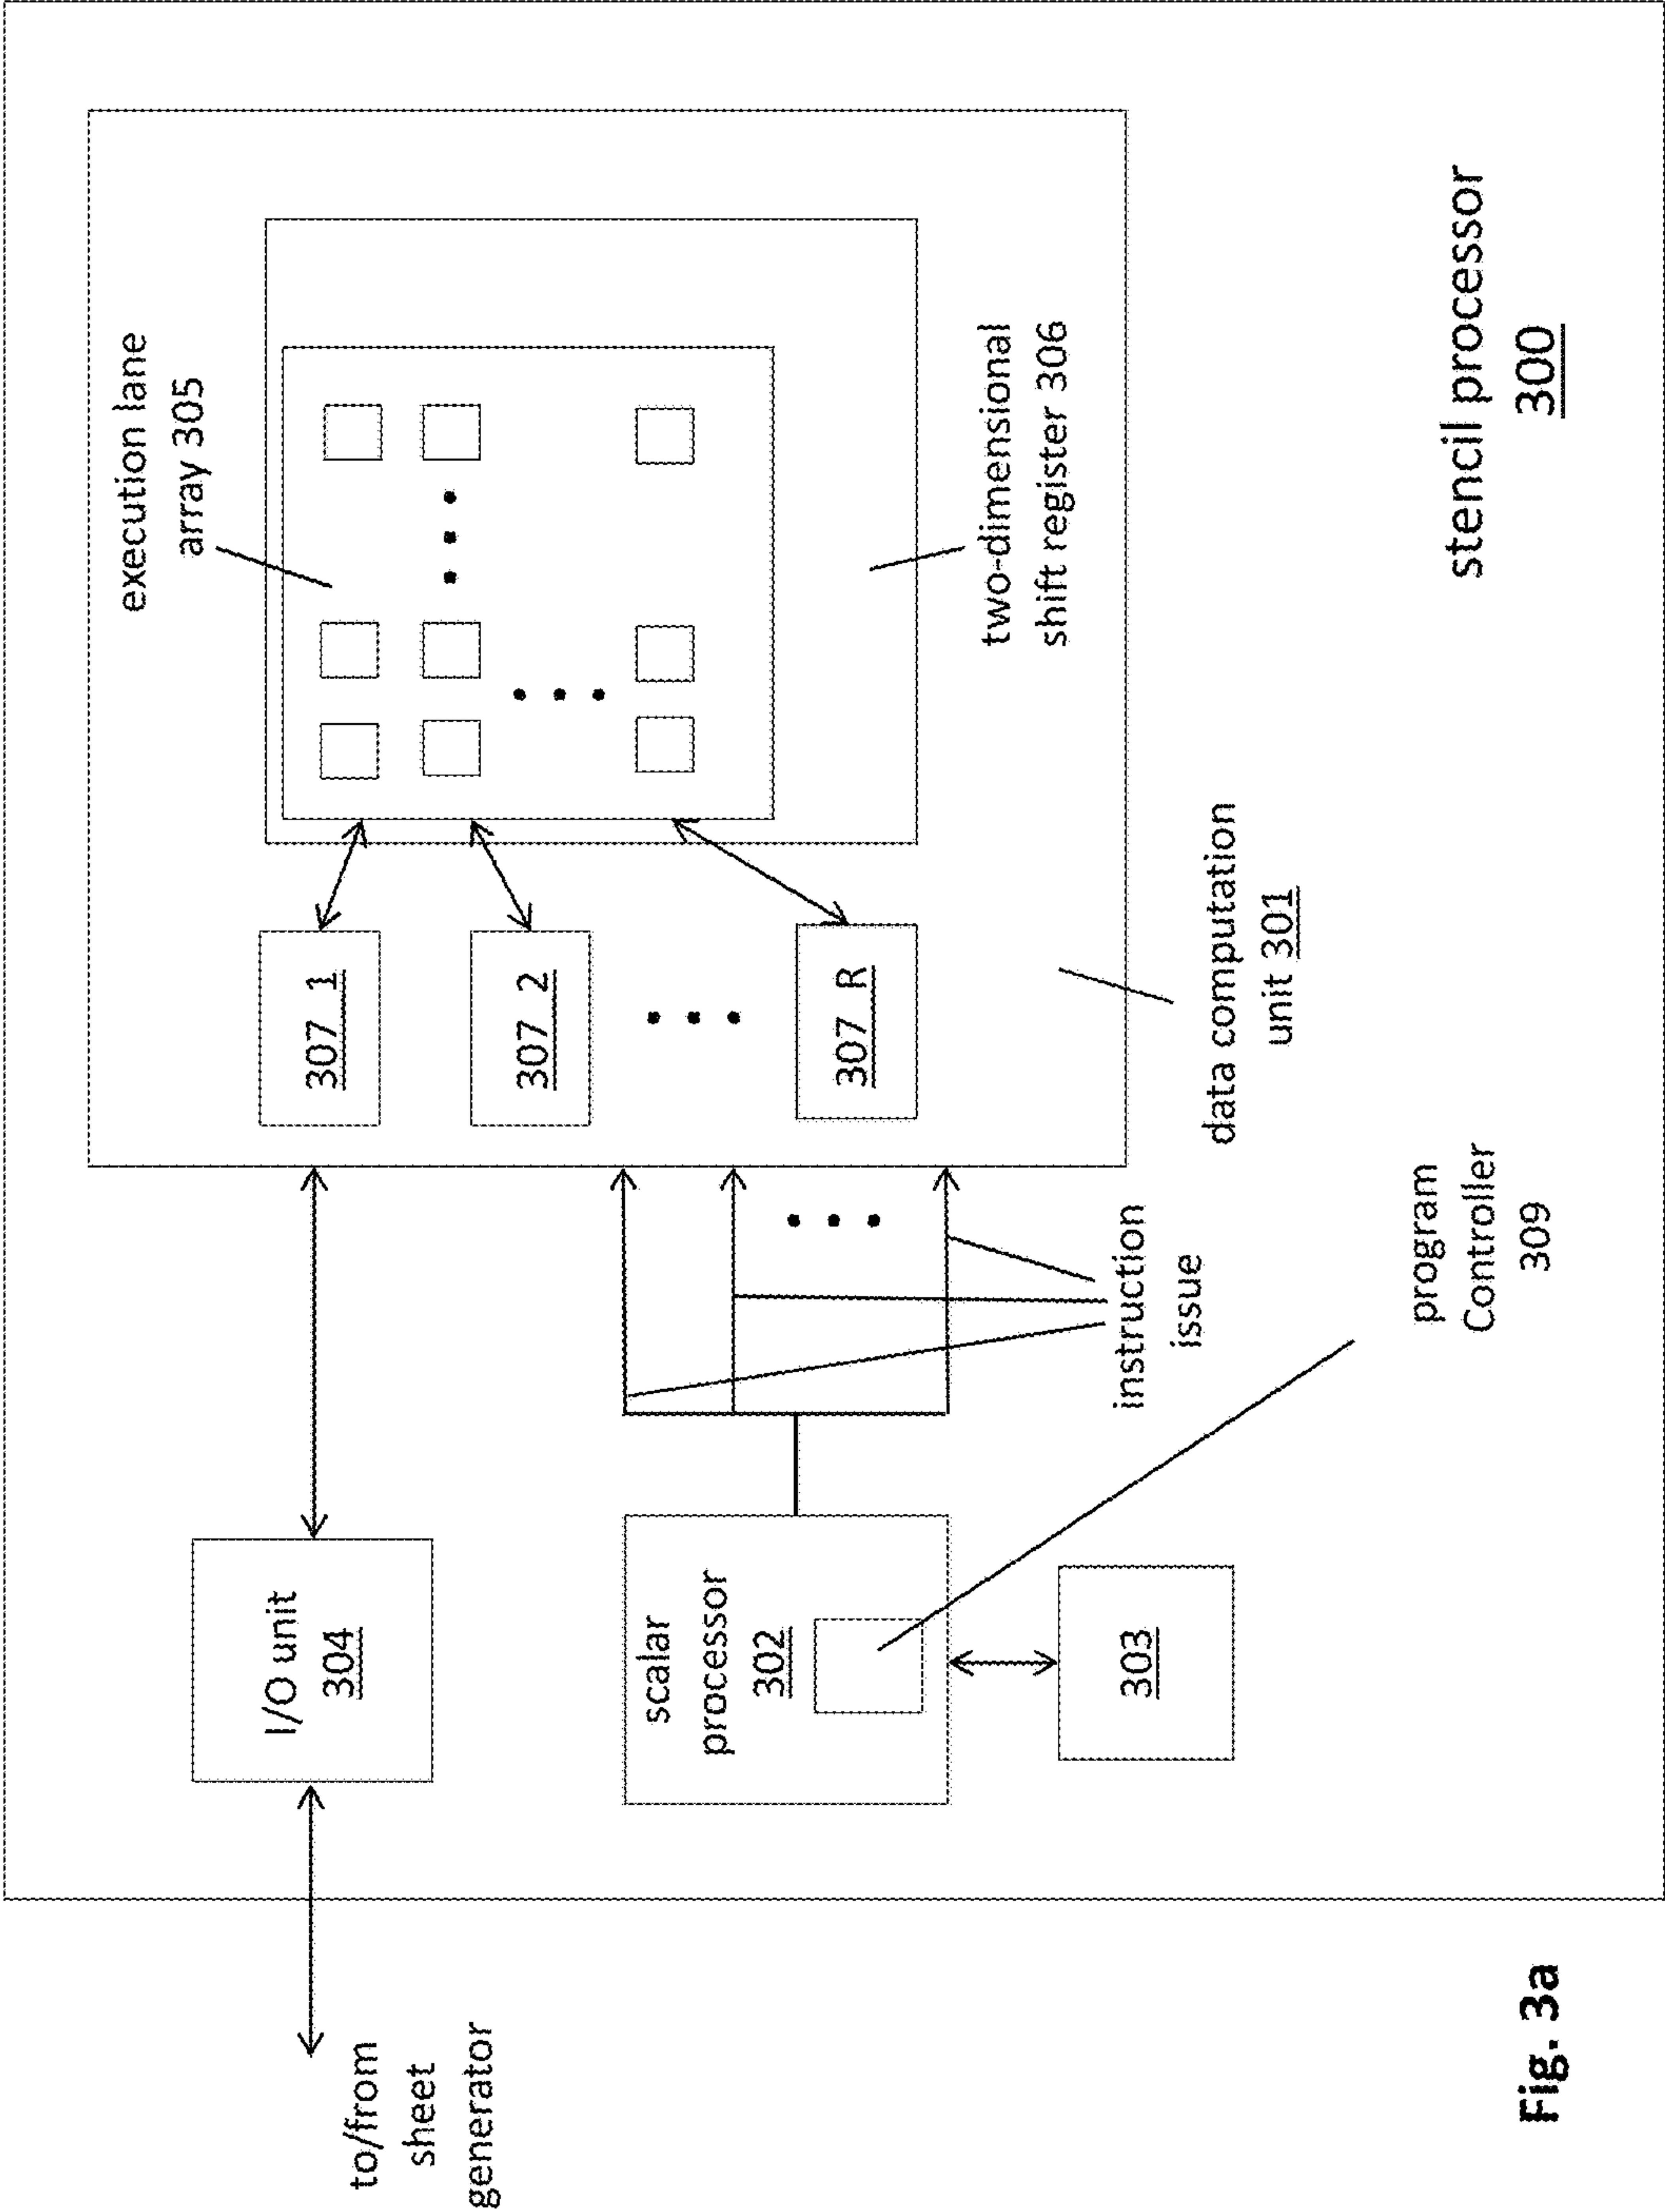 execution lane
array 305
to/from
sheet
generator
I/O unit
304
307_1
307_2
307_R
scalar
processor
302
two-dimensional
shift register 306
instruction
issue
303
data computation
unit 301
program
Controller
309
stencil processor
300
Fig. 3a